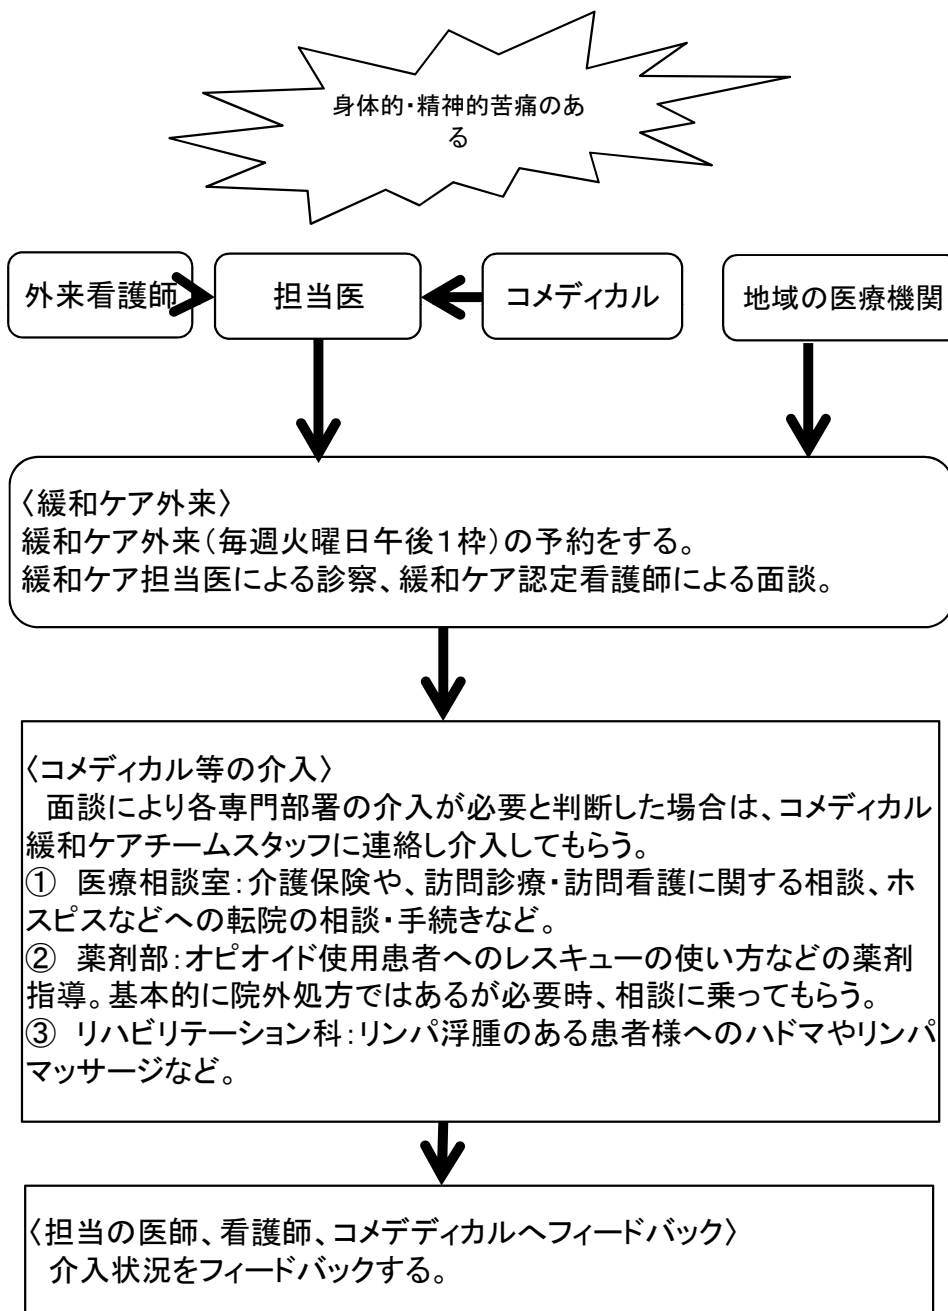 身体的・精神的苦痛のあ
る
外来看護師
担当医
コメディカル
地域の医療機関
〈緩和ケア外来〉
緩和ケア外来（毎週火曜日午後１枠）の予約をする。
緩和ケア担当医による診察、緩和ケア認定看護師による面談。
〈コメディカル等の介入〉
面談により各専門部署の介入が必要と判断した場合は、コメディカル
緩和ケアチームスタッフに連絡し介入してもらう。
① 医療相談室：介護保険や、訪問診療・訪問看護に関する相談、ホ
スピスなどへの転院の相談・手続きなど。
② 薬剤部：オピオイド使用患者へのレスキューの使い方などの薬剤
指導。基本的に院外処方ではあるが必要時、相談に乗ってもらう。
③ リハビリテーション科：リンパ浮腫のある患者様へのハドマやリンパ
マッサージなど。
〈担当の医師、看護師、コメデディカルへフィードバック〉
介入状況をフィードバックする。